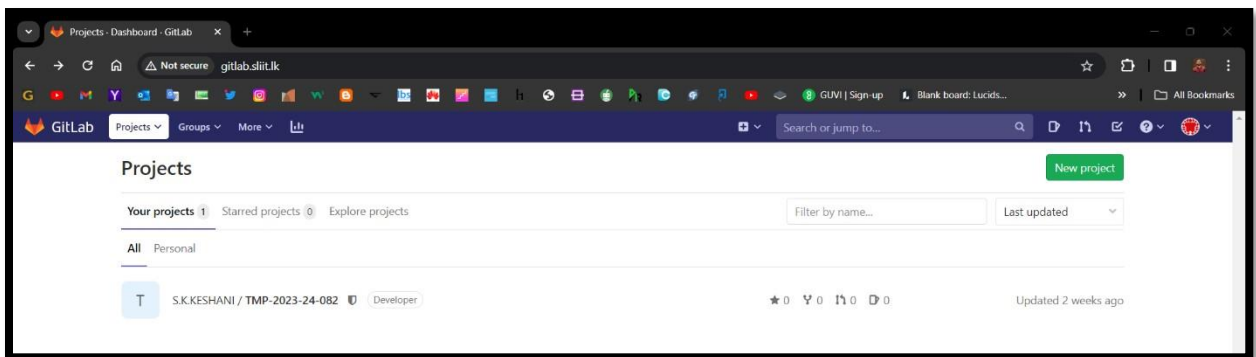 Projects · Dashboard · GitLab
Not secure gitlab.sliit.lk
GUVI | Sign-up Blank board: Lucids... » All Bookmarks
GitLab Projects Groups More Search or jump to...
Projects New project
Your projects 1 Starred projects 0 Explore projects Filter by name... Last updated
All Personal
T S.K.KESHANI / TMP-2023-24-082 Developer 0 0 0 0 Updated 2 weeks ago